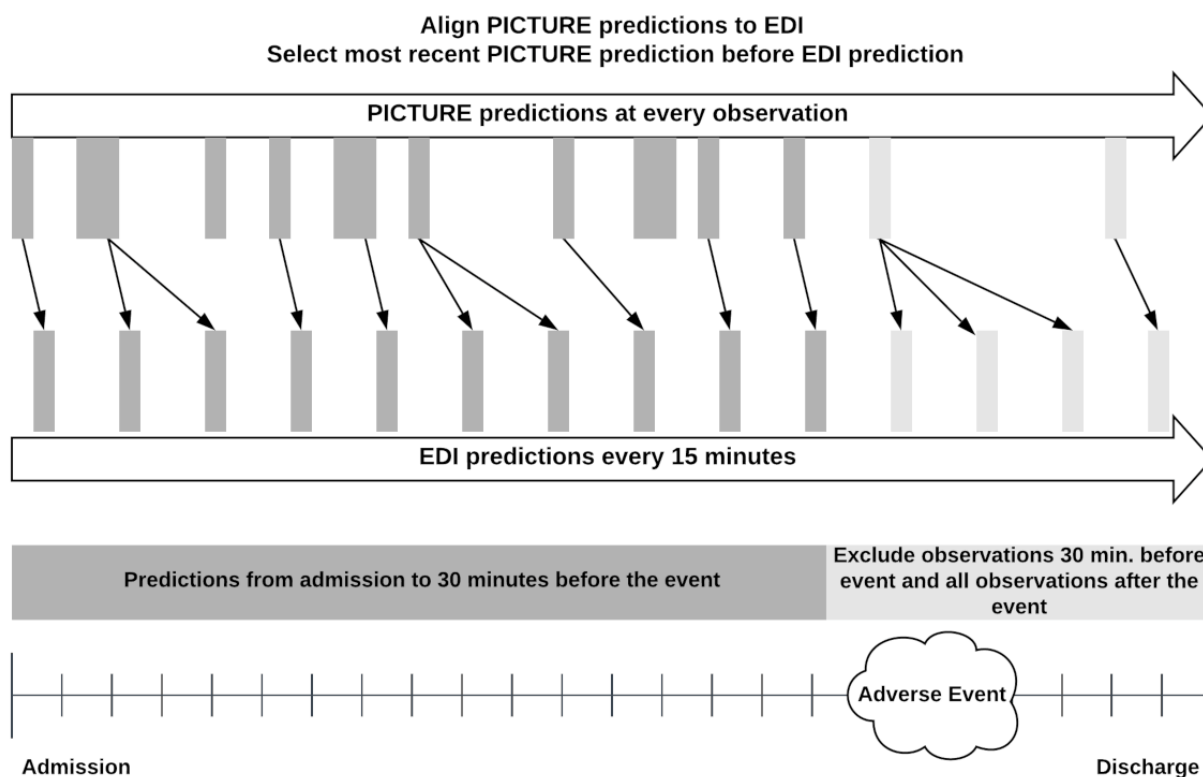 Align PICTURE predictions to EDI
Select most recent PICTURE prediction before EDI prediction
PICTURE predictions at every observation
EDI predictions every 15 minutes
Predictions from admission to 30 minutes before the event
Exclude observations 30 min. before
event and all observations after the
event
Adverse Event
Admission
Discharge